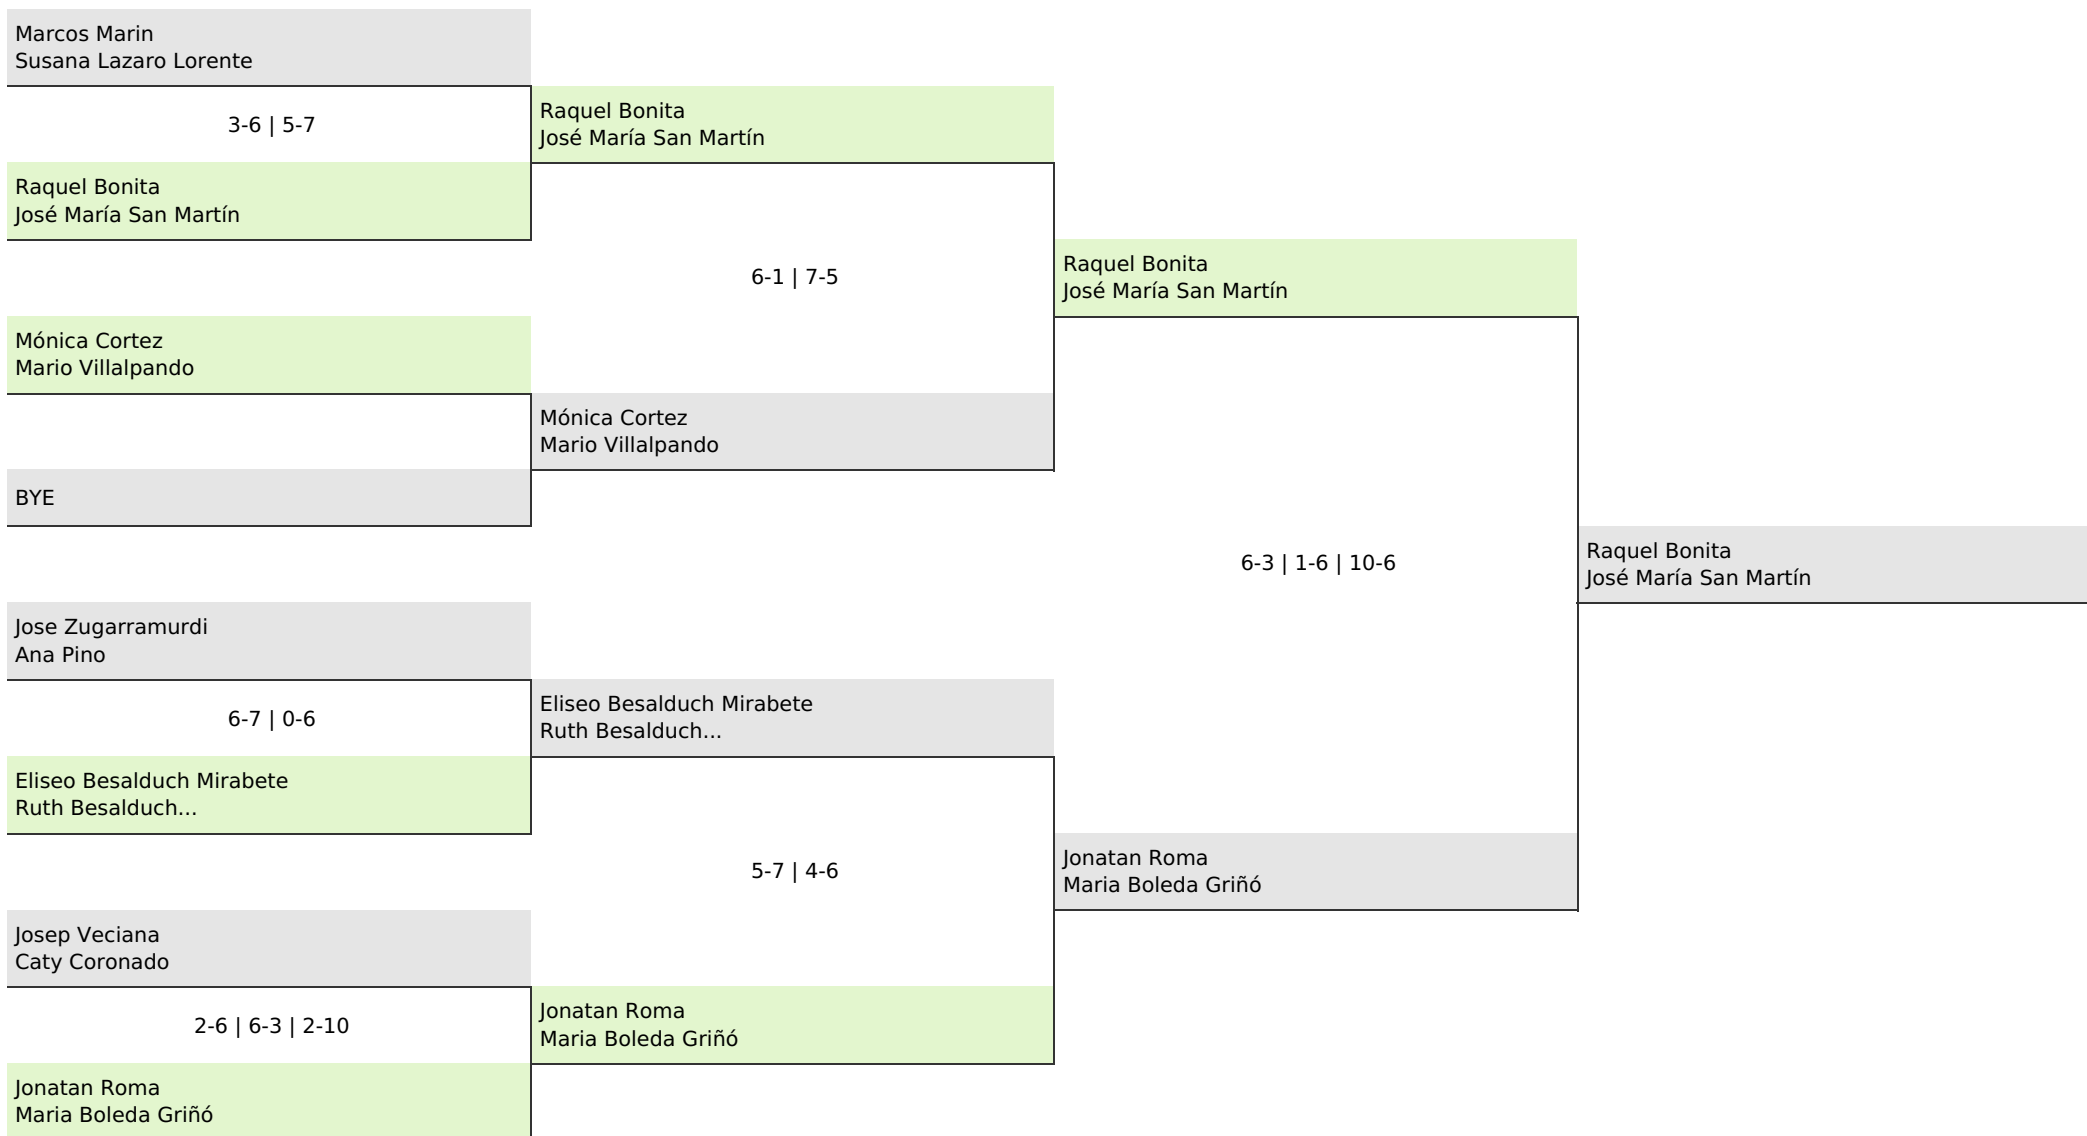 Marcos Marin
Susana Lazaro Lorente
3-6 | 5-7
Raquel Bonita
José María San Martín
Mónica Cortez
Mario Villalpando
BYE
Jose Zugarramurdi
Ana Pino
6-7 | 0-6
Eliseo Besalduch Mirabete
Ruth Besalduch...
Josep Veciana
Caty Coronado
2-6 | 6-3 | 2-10
Jonatan Roma
Maria Boleda Griñó
Raquel Bonita
José María San Martín
6-1 | 7-5
Mónica Cortez
Mario Villalpando
Eliseo Besalduch Mirabete
Ruth Besalduch...
5-7 | 4-6
Jonatan Roma
Maria Boleda Griñó
Raquel Bonita
José María San Martín
6-3 | 1-6 | 10-6
Jonatan Roma
Maria Boleda Griñó
Raquel Bonita
José María San Martín